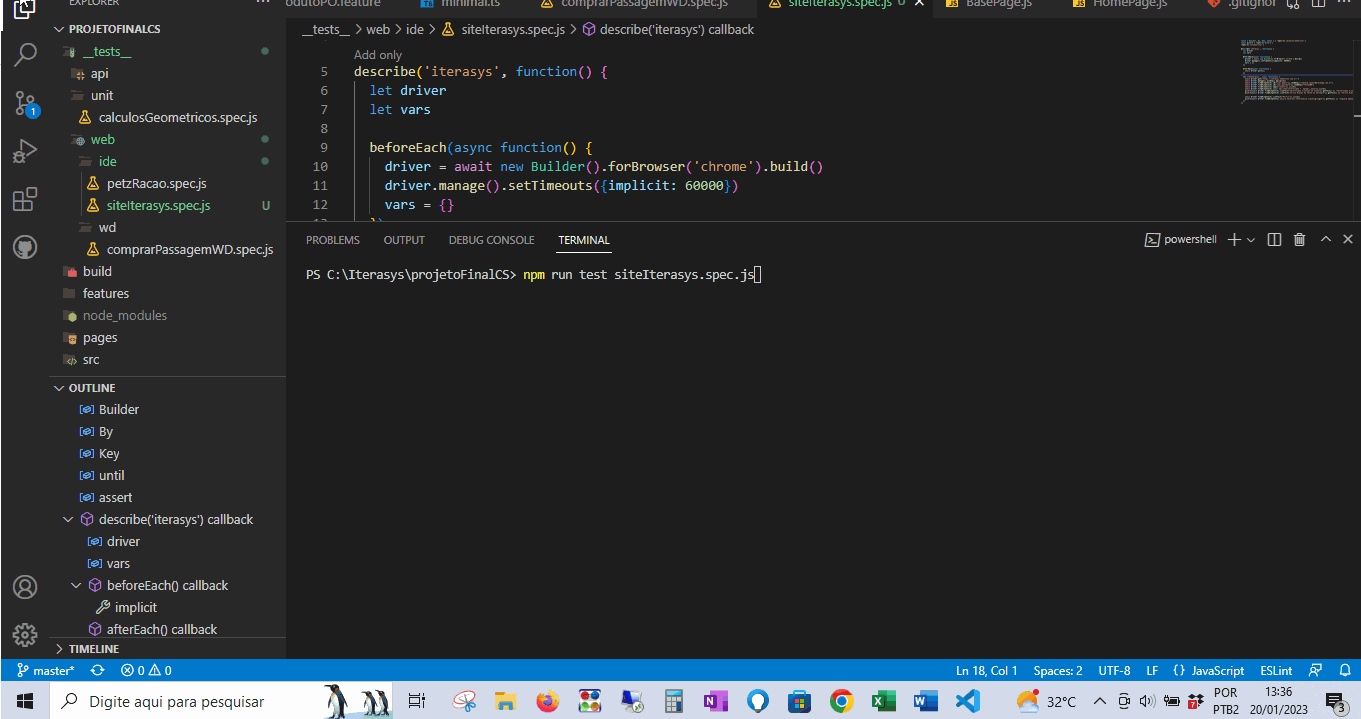 EXPLORER
odutoPO.feature minimal.ts comprarPassagemWD.spec.js siteIterasys.spec.js U BasePage.js HomePage.js .gitignor
PROJETOFINALCS
__tests__
api
unit
calculosGeometricos.spec.js
web
ide
petzRacao.spec.js
siteIterasys.spec.js U
wd
comprarPassagemWD.spec.js
build
features
node_modules
pages
src
1
OUTLINE
Builder
By
Key
until
assert
describe('iterasys') callback
driver
vars
beforeEach() callback
implicit
afterEach() callback
TIMELINE
__tests__ > web > ide > siteIterasys.spec.js > describe('iterasys') callback
Add only
5 describe('iterasys', function() {
6 let driver
7 let vars
8
9 beforeEach(async function() {
10 driver = await new Builder().forBrowser('chrome').build()
11 driver.manage().setTimeouts({implicit: 60000})
12 vars = {}
13 })
PROBLEMS OUTPUT DEBUG CONSOLE TERMINAL powershell
PS C:\Iterasys\projetoFinalCS> npm run test siteIterasys.spec.js
master* 0 0 Ln 18, Col 1 Spaces: 2 UTF-8 LF {} JavaScript ESLint
Digite aqui para pesquisar 32°C 7 POR 13:36 3
PTB2 20/01/2023